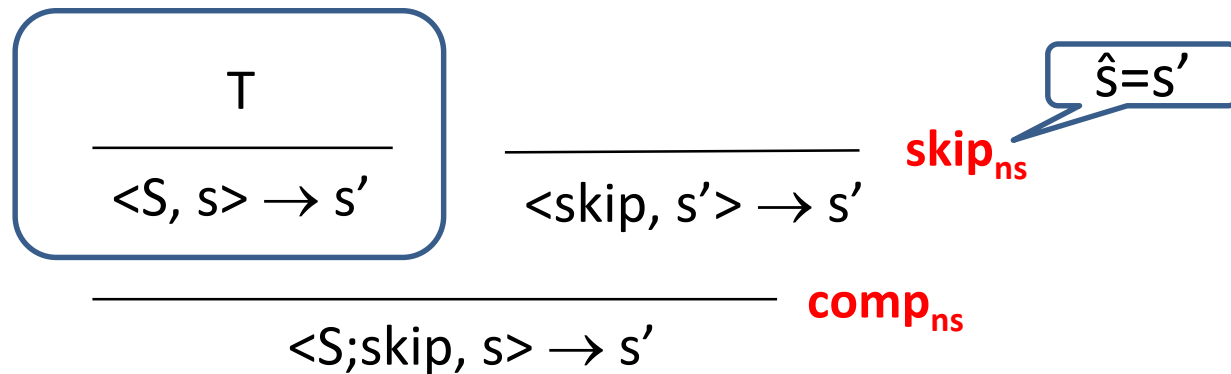 T
ŝ=s’
skip_ns
<S, s> → s’
<skip, s’> → s’
comp_ns
<S;skip, s> → s’